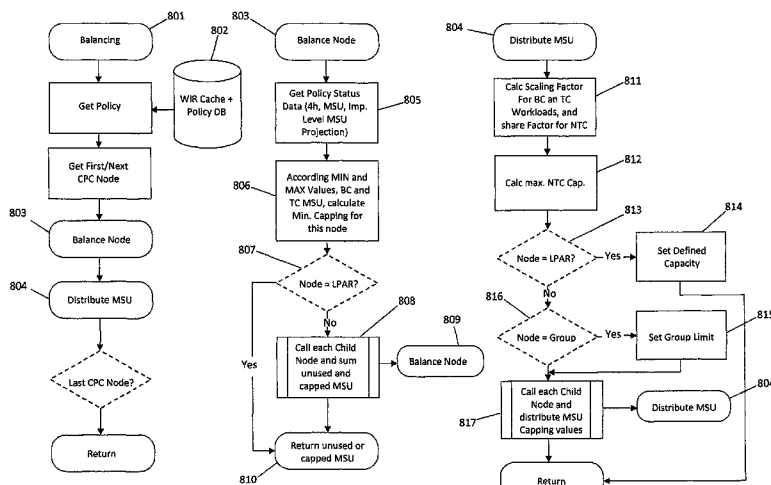 801
Balancing
802
Get Policy
WIR Cache +
Policy DB
Get First/Next
CPC Node
803
Balance Node
804
Distribute MSU
Last CPC Node?
Return
803
Balance Node
Get Policy Status
Data (4h, MSU, Imp.
Level MSU
Projection)
805
806
According MIN and
MAX Values, BC and
TC MSU, calculate
Min. Capping for
this node
807
Node = LPAR?
No
Yes
808
Call each Child
Node and sum
unused and
capped MSU
809
Balance Node
Return unused or
capped MSU
810
804
Distribute MSU
Calc Scaling Factor
For BC an TC
Workloads, and
share Factor for NTC
811
812
Calc max. NTC Cap.
813
Node = LPAR?
Yes
814
Set Defined
Capacity
No
816
Node = Group
Yes
815
Set Group Limit
Call each Child
Node and
distribute MSU
Capping values
817
804
Distribute MSU
Return